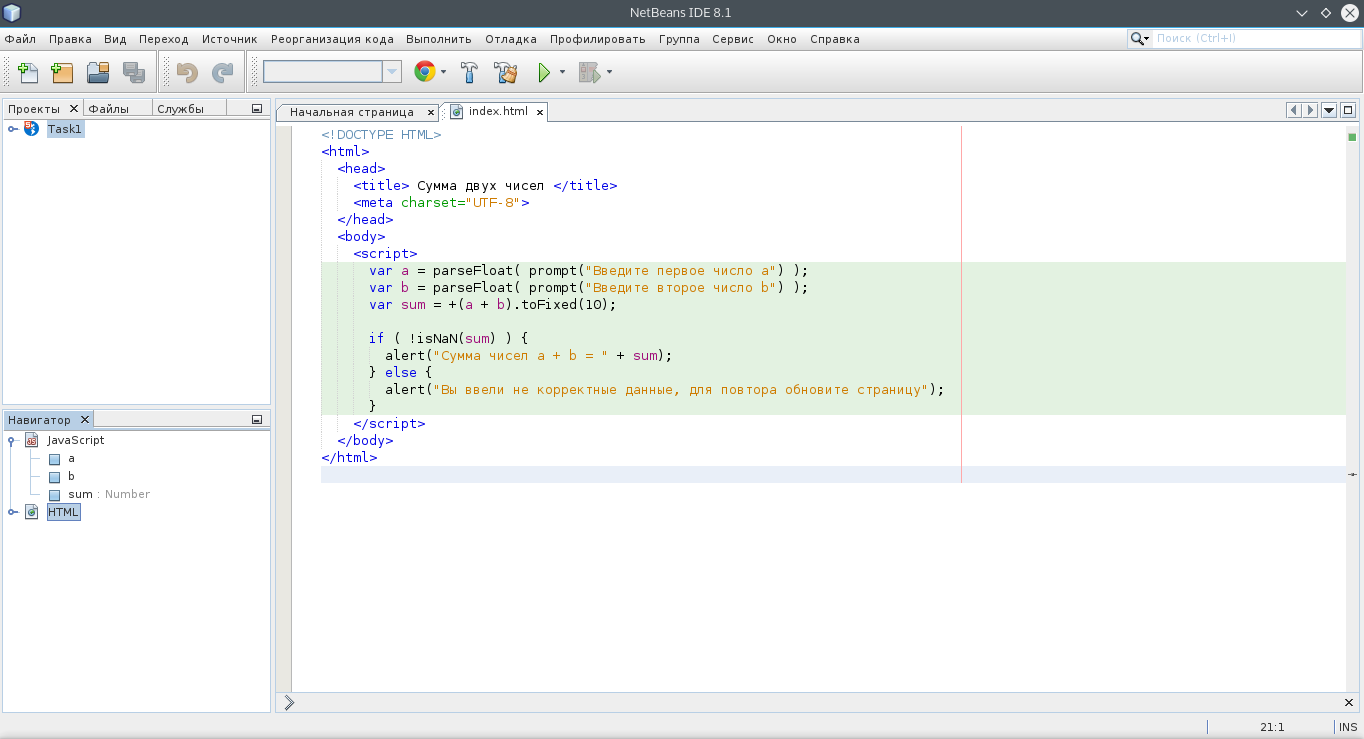 NetBeans IDE 8.1
Файл Правка Вид Переход Источник Реорганизация кода Выполнить Отладка Профилировать Группа Сервис Окно Справка Поиск (Ctrl+I)
Проекты Файлы Службы
Task1
Начальная страница index.html
<!DOCTYPE HTML>
<html>
<head>
<title> Сумма двух чисел </title>
<meta charset="UTF-8">
</head>
<body>
<script>
var a = parseFloat( prompt("Введите первое число a") );
var b = parseFloat( prompt("Введите второе число b") );
var sum = +(a + b).toFixed(10);
if ( !isNaN(sum) ) {
alert("Сумма чисел a + b = " + sum);
} else {
alert("Вы ввели не корректные данные, для повтора обновите страницу");
}
</script>
</body>
</html>
Навигатор
JavaScript
a
b
sum : Number
HTML
21:1 INS